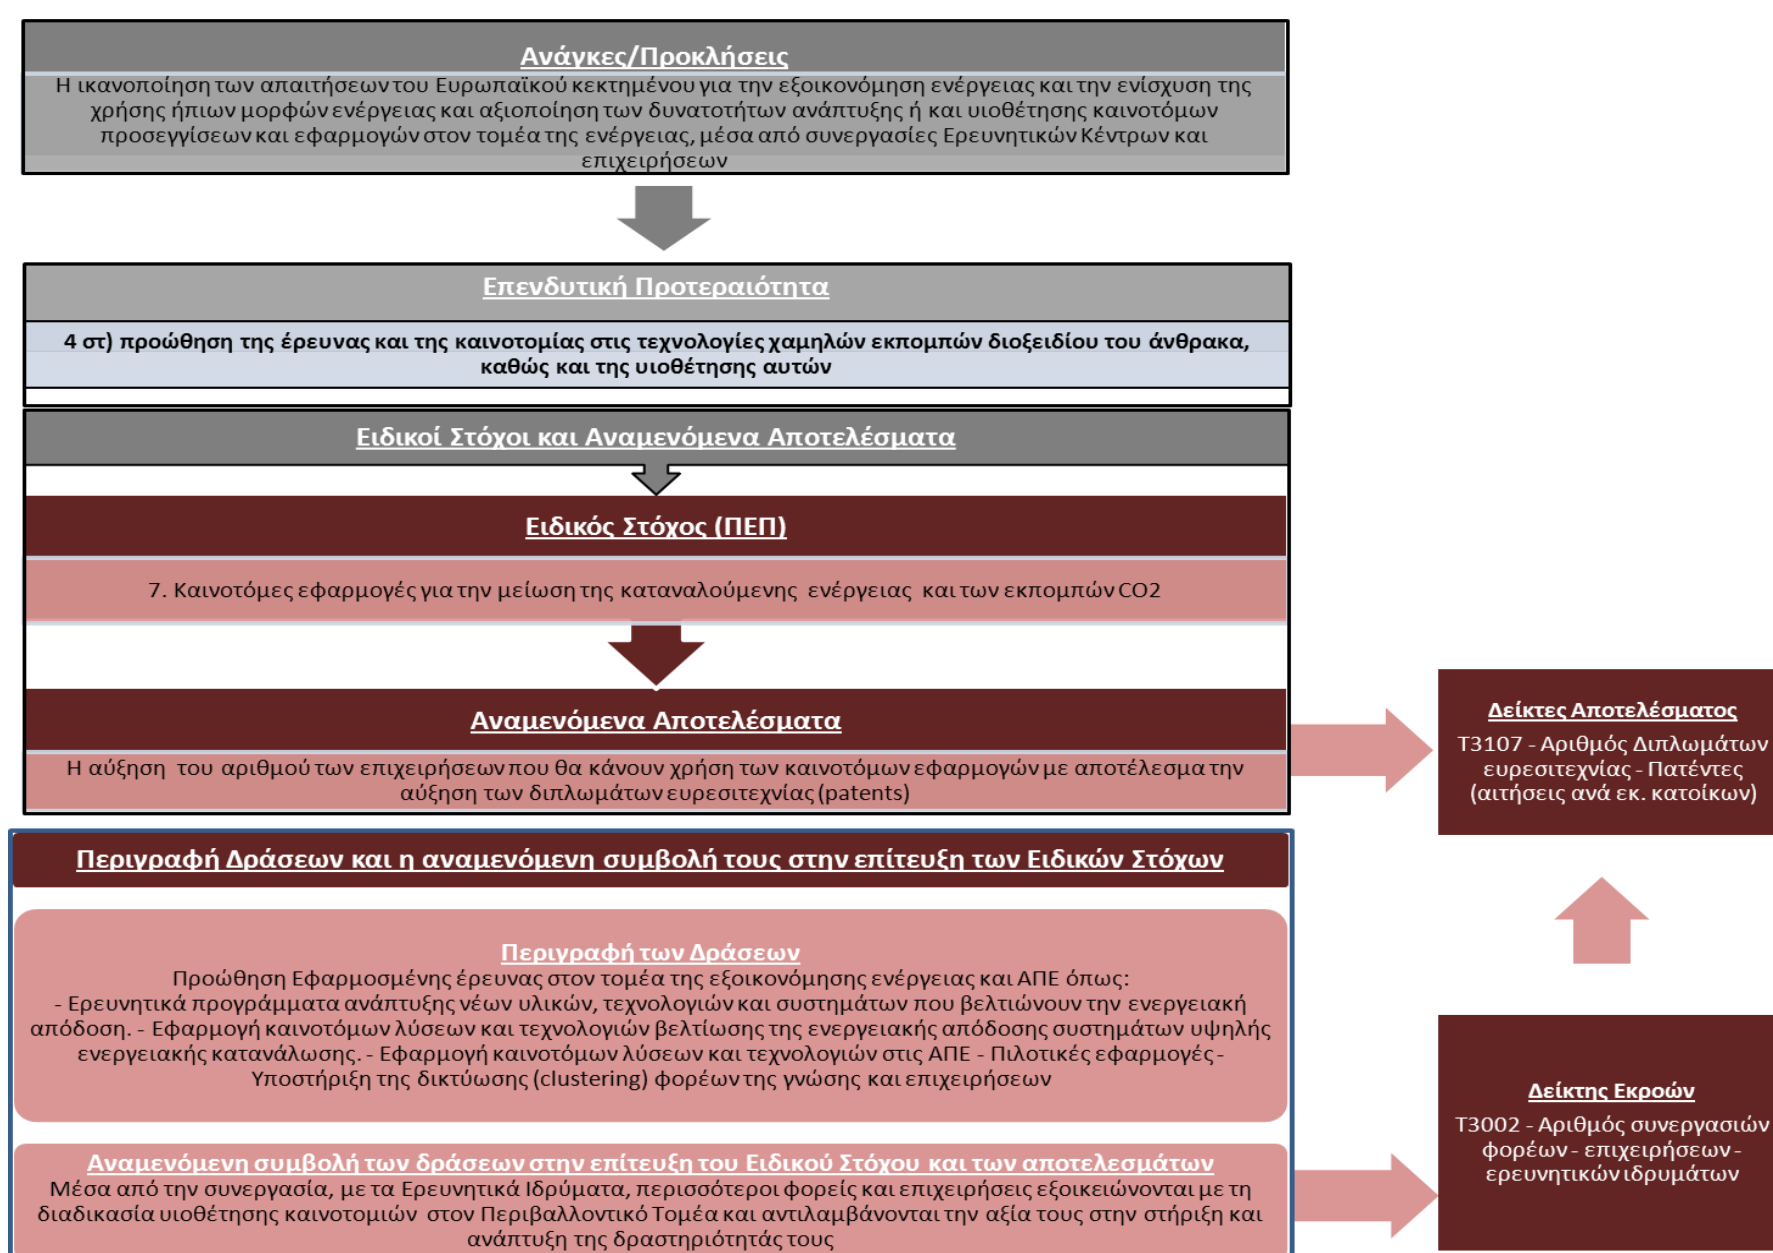 Ανάγκες/Προκλήσεις
Η ικανοποίηση των απαιτήσεων του Ευρωπαϊκού κεκτημένου για την εξοικονόμηση ενέργειας και την ενίσχυση της
χρήσης ήπιων μορφών ενέργειας και αξιοποίηση των δυνατοτήτων ανάπτυξης ή και υιοθέτησης καινοτόμων
προσεγγίσεων και εφαρμογών στον τομέα της ενέργειας, μέσα από συνεργασίες Ερευνητικών Κέντρων και
επιχειρήσεων
Επενδυτική Προτεραιότητα
4 στ) προώθηση της έρευνας και της καινοτομίας στις τεχνολογίες χαμηλών εκπομπών διοξειδίου του άνθρακα,
καθώς και της υιοθέτησης αυτών
Ειδικοί Στόχοι και Αναμενόμενα Αποτελέσματα
Ειδικός Στόχος (ΠΕΠ)
7. Καινοτόμες εφαρμογές για την μείωση της καταναλούμενης ενέργειας και των εκπομπών CO2
Αναμενόμενα Αποτελέσματα
Η αύξηση του αριθμού των επιχειρήσεων που θα κάνουν χρήση των καινοτόμων εφαρμογών με αποτέλεσμα την
αύξηση των διπλωμάτων ευρεσιτεχνίας (patents)
Δείκτες Αποτελέσματος
T3107 - Αριθμός Διπλωμάτων
ευρεσιτεχνίας - Πατέντες
(αιτήσεις ανά εκ. κατοίκων)
Περιγραφή Δράσεων και η αναμενόμενη συμβολή τους στην επίτευξη των Ειδικών Στόχων
Περιγραφή των Δράσεων
Προώθηση Εφαρμοσμένης έρευνας στον τομέα της εξοικονόμησης ενέργειας και ΑΠΕ όπως:
- Ερευνητικά προγράμματα ανάπτυξης νέων υλικών, τεχνολογιών και συστημάτων που βελτιώνουν την ενεργειακή
απόδοση. - Εφαρμογή καινοτόμων λύσεων και τεχνολογιών βελτίωσης της ενεργειακής απόδοσης συστημάτων υψηλής
ενεργειακής κατανάλωσης. - Εφαρμογή καινοτόμων λύσεων και τεχνολογιών στις ΑΠΕ - Πιλοτικές εφαρμογές -
Υποστήριξη της δικτύωσης (clustering) φορέων της γνώσης και επιχειρήσεων
Αναμενόμενη συμβολή των δράσεων στην επίτευξη του Ειδικού Στόχου και των αποτελεσμάτων
Μέσα από την συνεργασία, με τα Ερευνητικά Ιδρύματα, περισσότεροι φορείς και επιχειρήσεις εξοικειώνονται με τη
διαδικασία υιοθέτησης καινοτομιών στον Περιβαλλοντικό Τομέα και αντιλαμβάνονται την αξία τους στην στήριξη και
ανάπτυξη της δραστηριότητάς τους
Δείκτης Εκροών
T3002 - Αριθμός συνεργασιών
φορέων - επιχειρήσεων -
ερευνητικών ιδρυμάτων